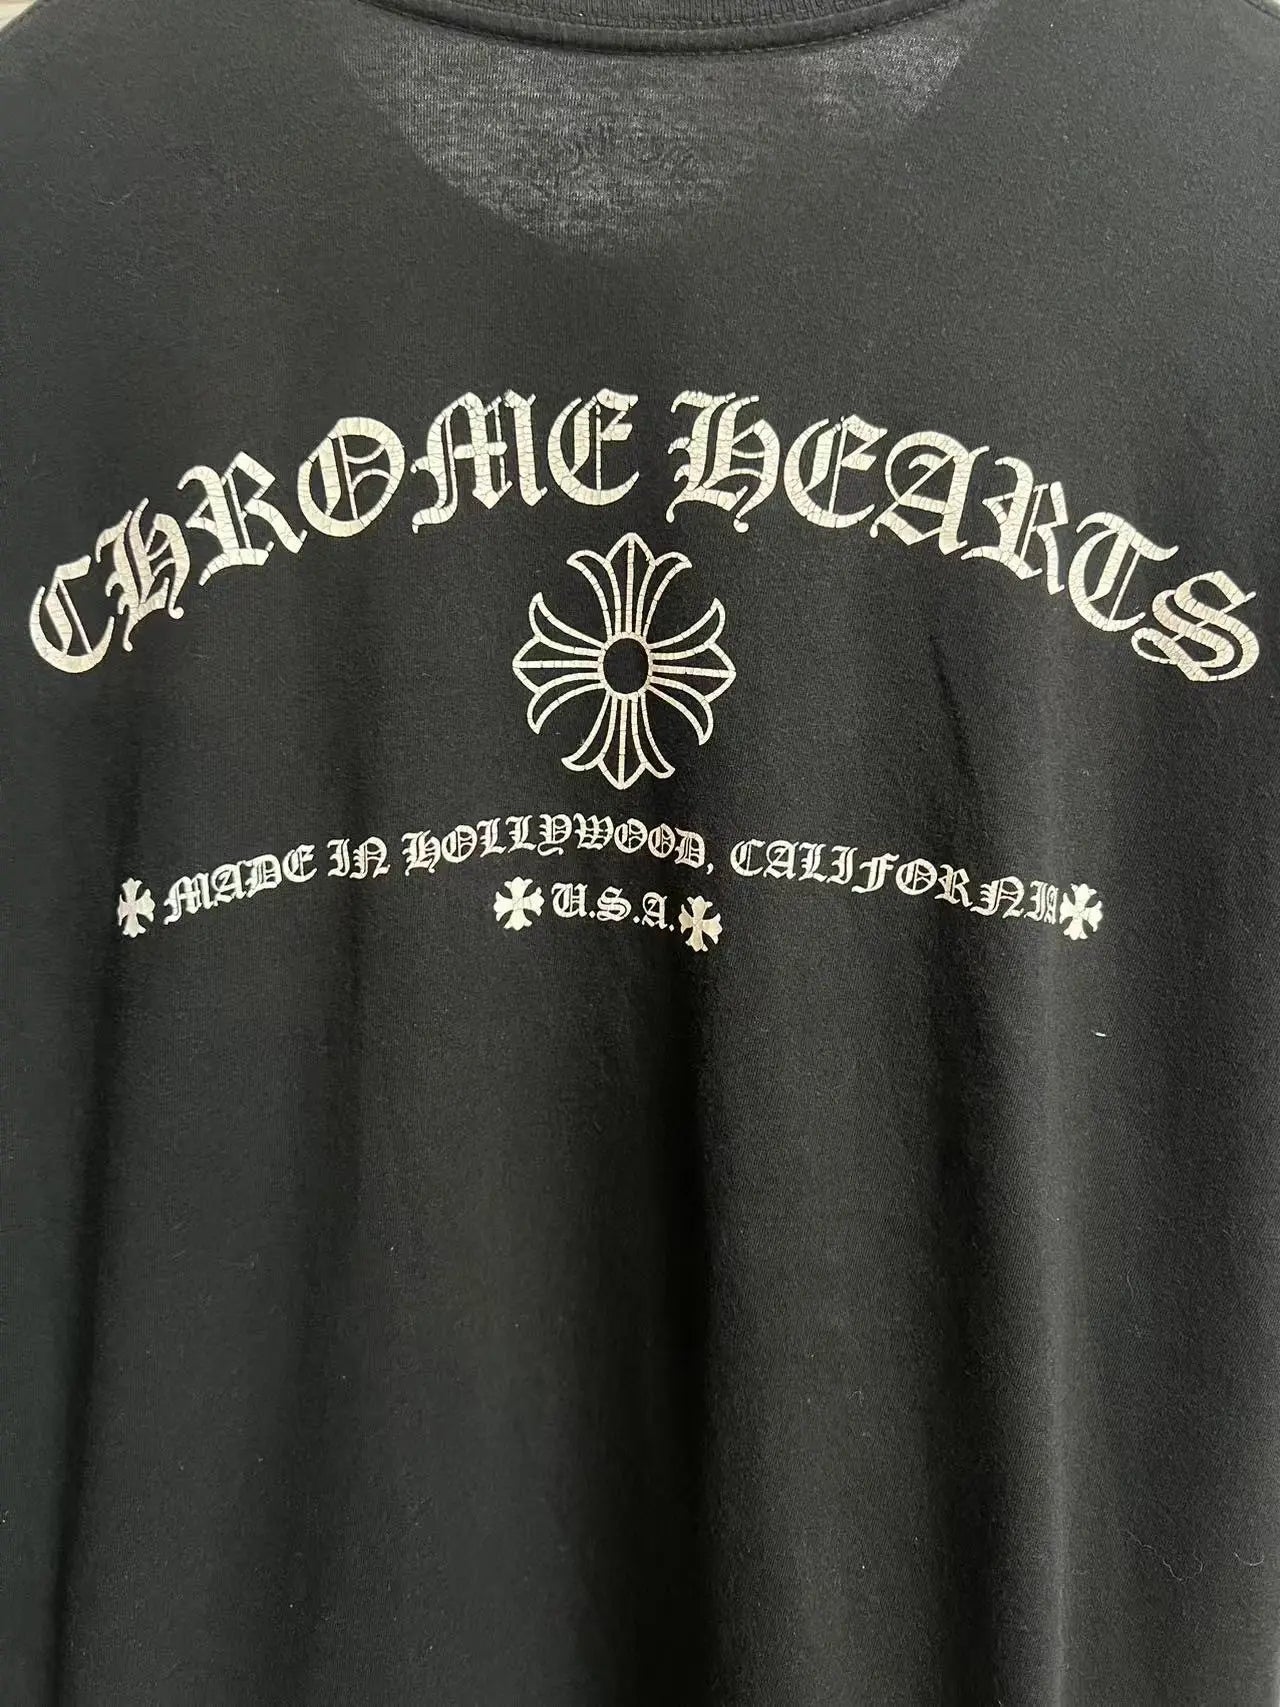 CHROME HEARTS
MADE IN HOLLYWOOD, CALIFORNIA
U.S.A.